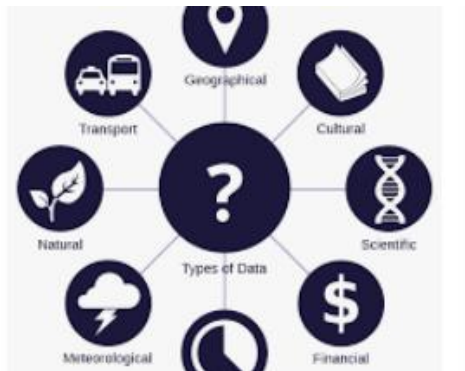 Geographical
Transport
Cultural
?
Natural
Scientific
Types of Data
$
Meteorological
Financial